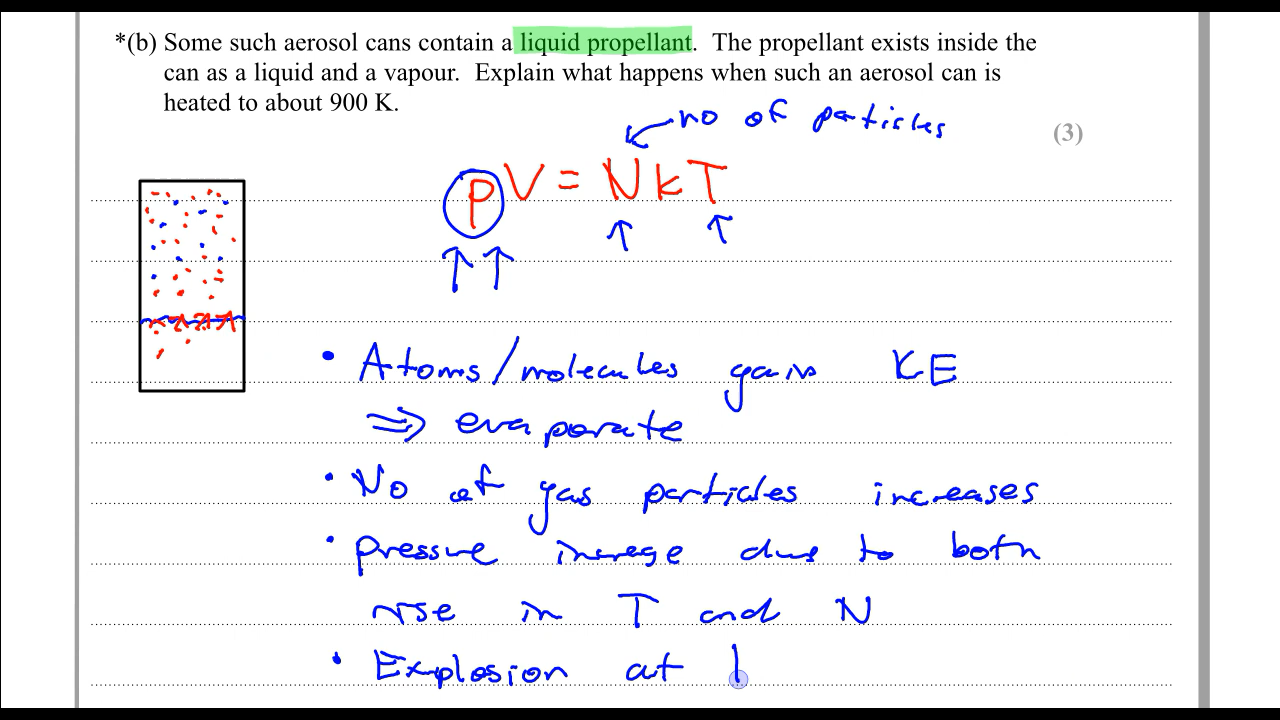 *(b) Some such aerosol cans contain a liquid propellant. The propellant exists inside the
can as a liquid and a vapour. Explain what happens when such an aerosol can is
heated to about 900 K.
no of particles
(3)
pV = NkT
• Atoms/molecules gain KE
⇒ evaporate
• No of gas particles increases
• pressure increase due to both
rise in T and N
• Explosion at